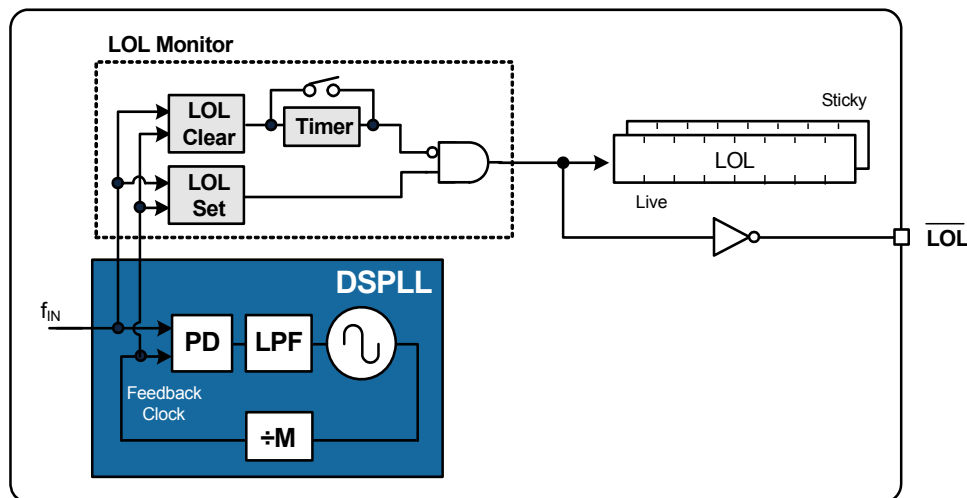 LOL Monitor
LOL
Clear
Timer
LOL
Set
Sticky
LOL
Live
LOL
DSPLL
fIN
PD
LPF
Feedback
Clock
÷M